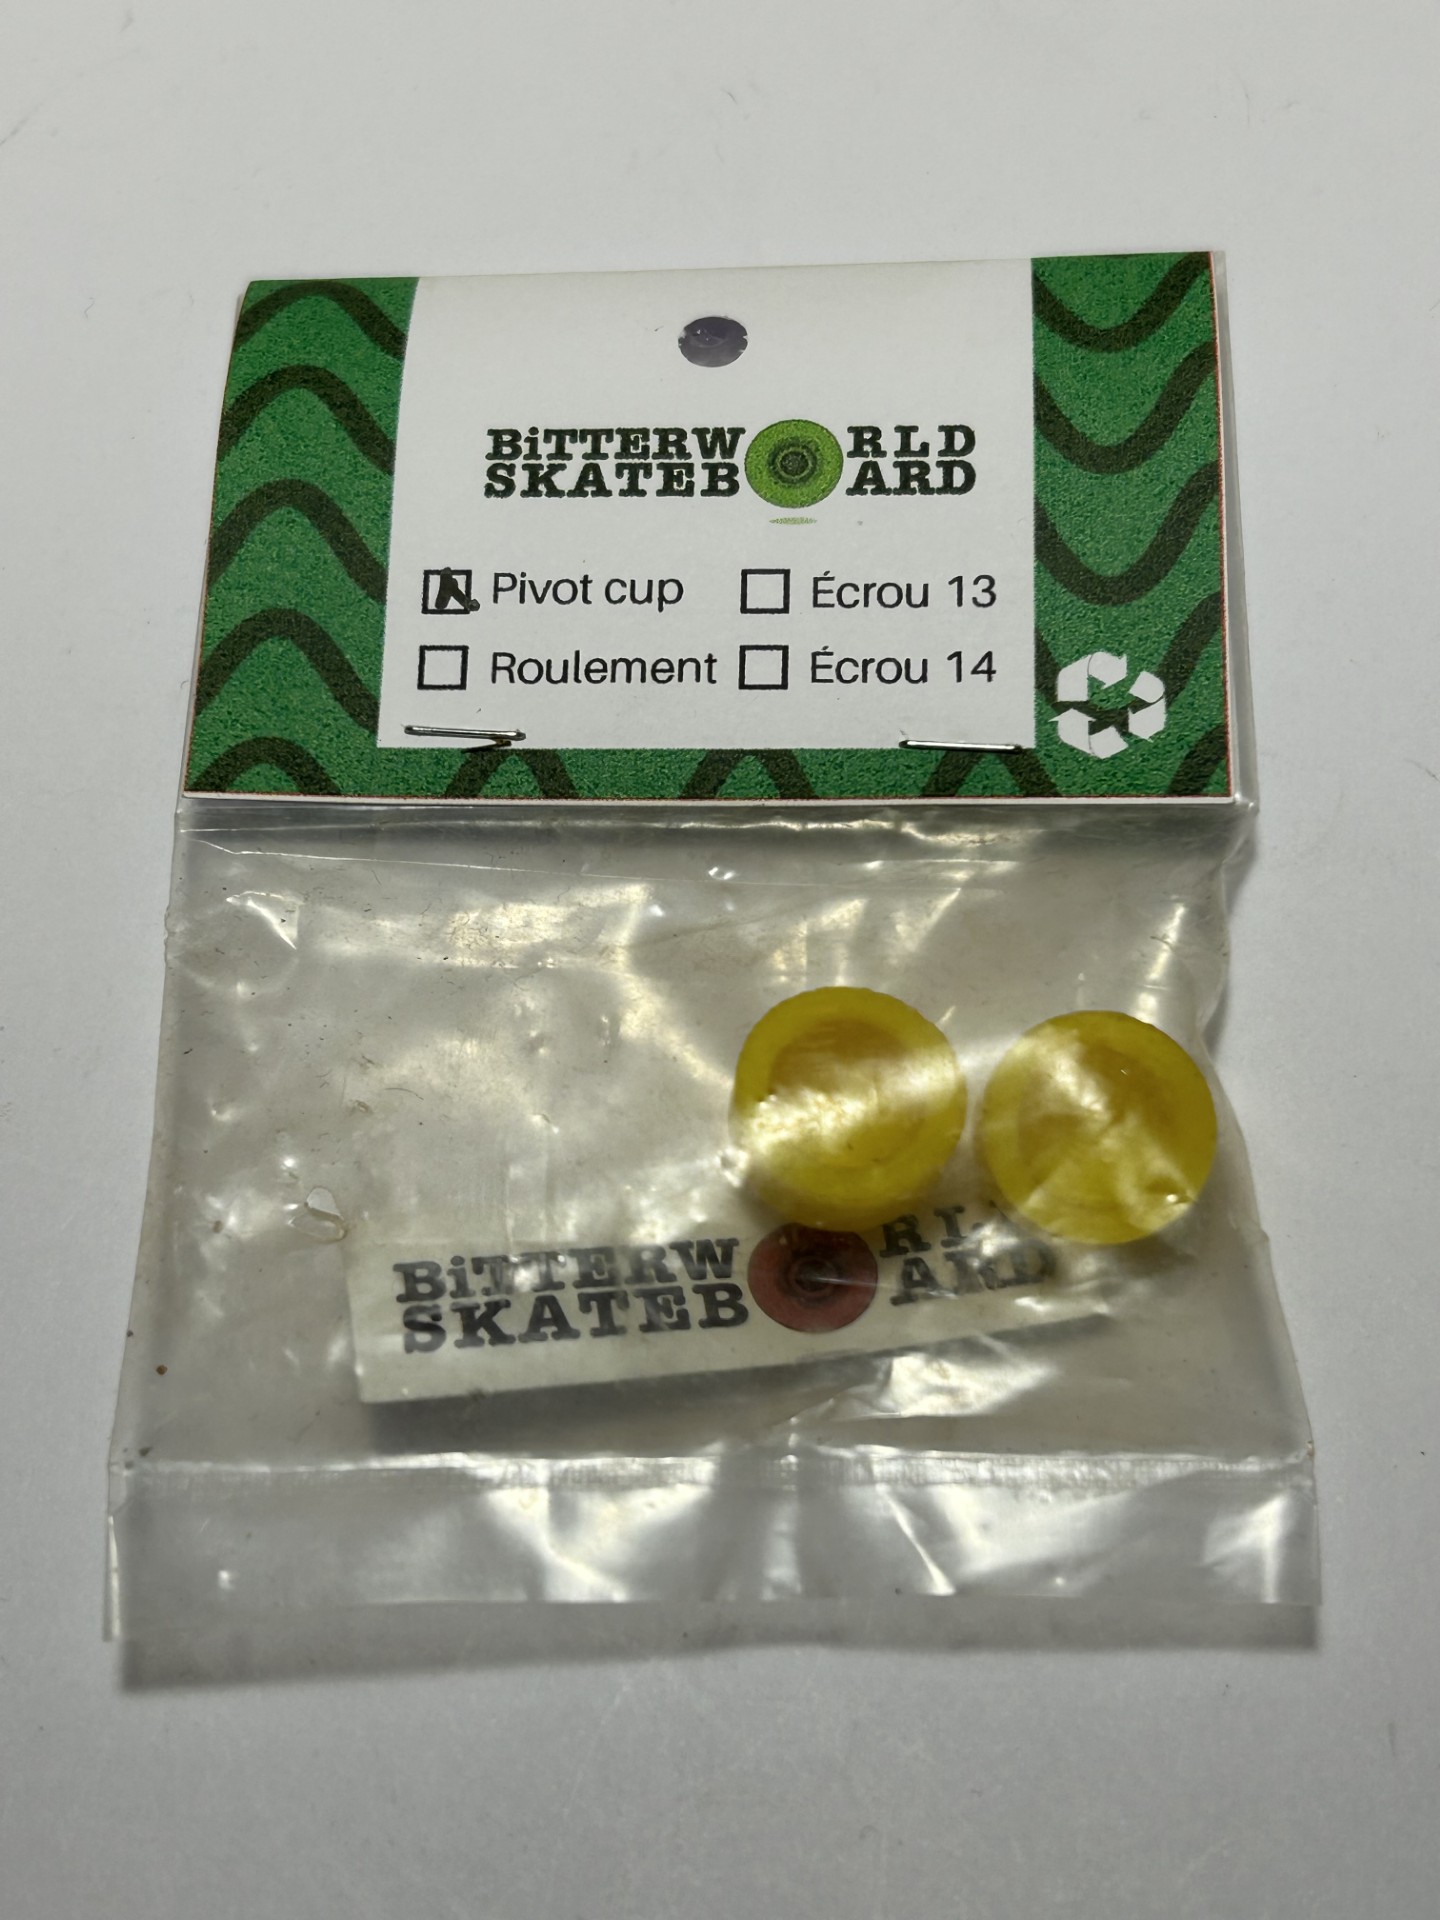 BiTTERWORLD
SKATEBOARD
Pivot cup
Écrou 13
Roulement
Écrou 14
BiTTERWORLD
SKATEBOARD